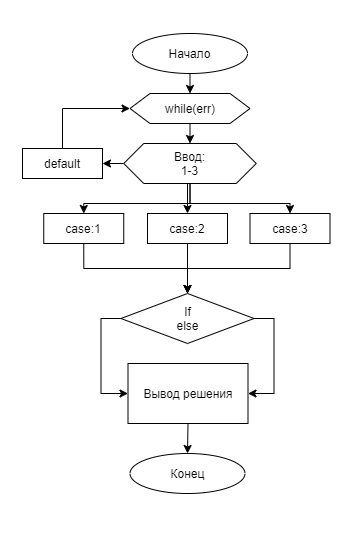 Начало
while(err)
Ввод:
1-3
default
case:1
case:2
case:3
If
else
Вывод решения
Конец